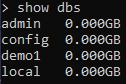 > show dbs
admin   0.000GB
config  0.000GB
demo1   0.000GB
local   0.000GB